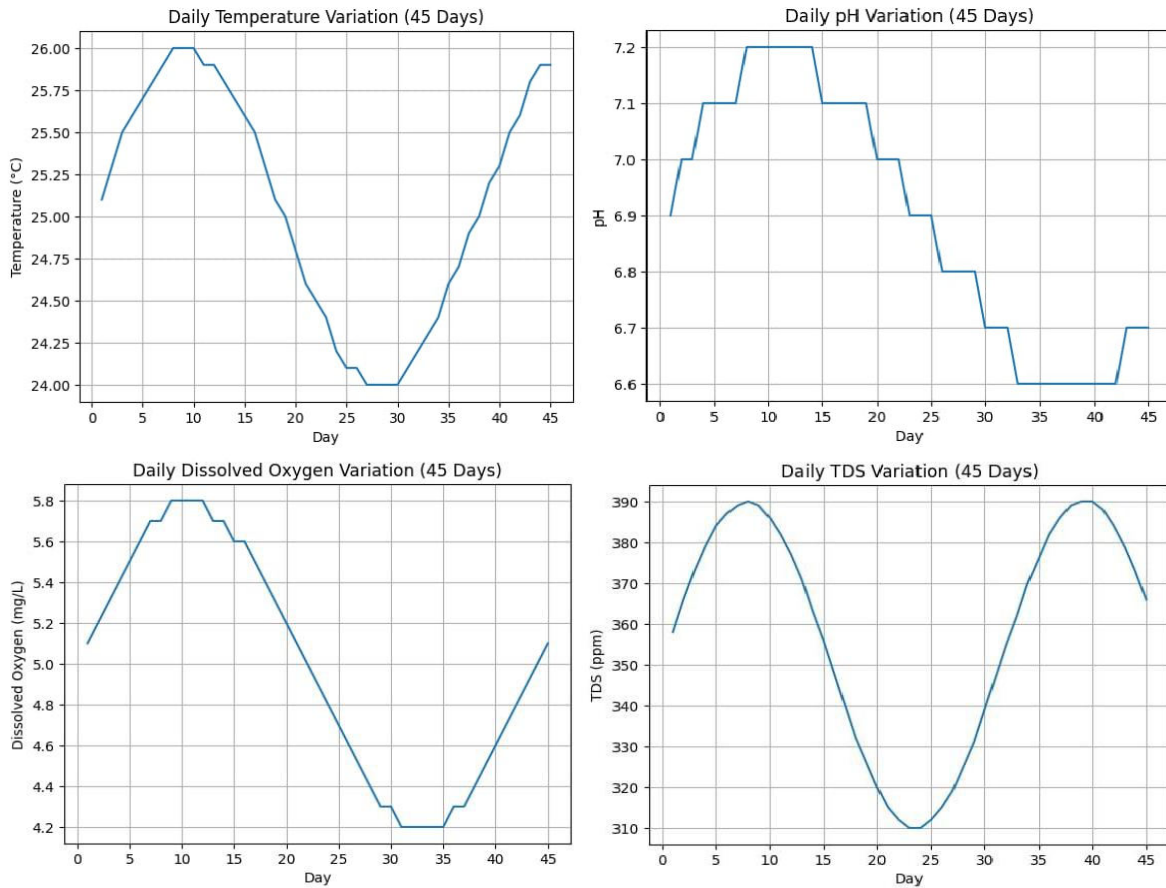 Daily Temperature Variation (45 Days)
26.00
25.75
25.50
25.25
25.00
24.75
24.50
24.25
24.00
Temperature (°C)
0 5 10 15 20 25 30 35 40 45
Day
Daily pH Variation (45 Days)
7.2
7.1
7.0
6.9
6.8
6.7
6.6
pH
0 5 10 15 20 25 30 35 40 45
Day
Daily Dissolved Oxygen Variation (45 Days)
5.8
5.6
5.4
5.2
5.0
4.8
4.6
4.4
4.2
Dissolved Oxygen (mg/L)
0 5 10 15 20 25 30 35 40 45
Day
Daily TDS Variation (45 Days)
390
380
370
360
350
340
330
320
310
TDS (ppm)
0 5 10 15 20 25 30 35 40 45
Day